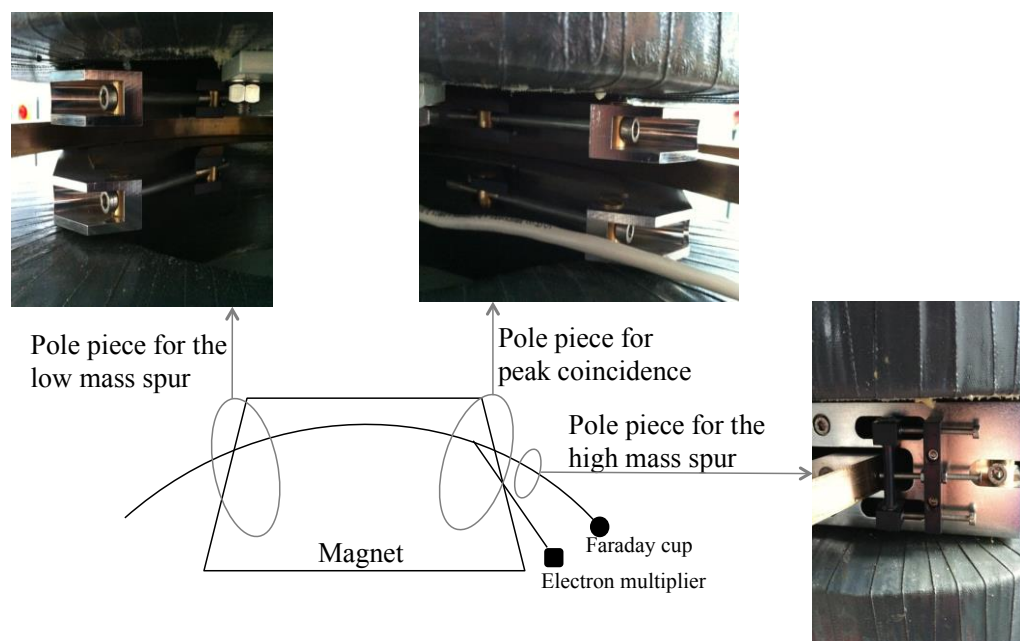 Pole piece for the
low mass spur
Pole piece for
peak coincidence
Pole piece for the
high mass spur
Magnet
Faraday cup
Electron multiplier